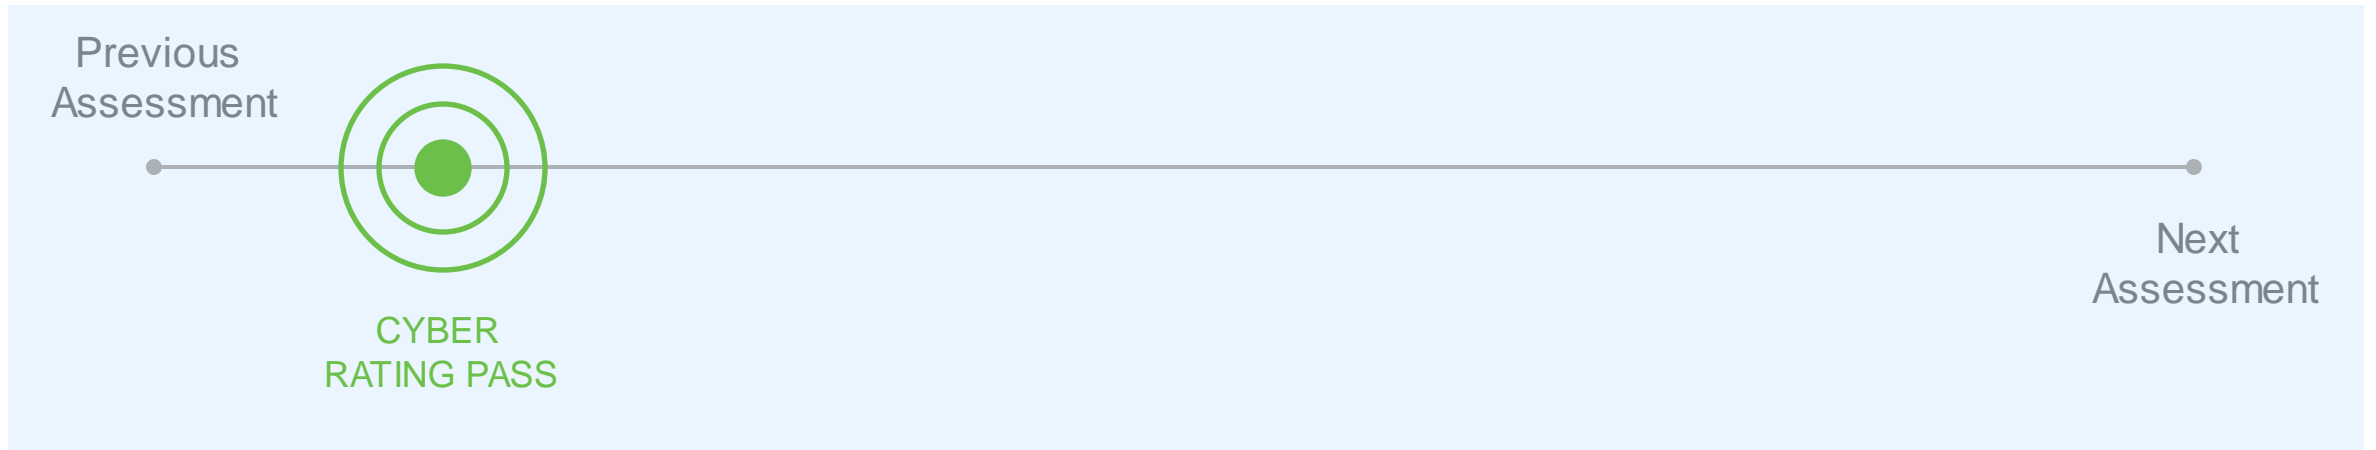 Previous
Assessment
CYBER
RATING PASS
Next
Assessment